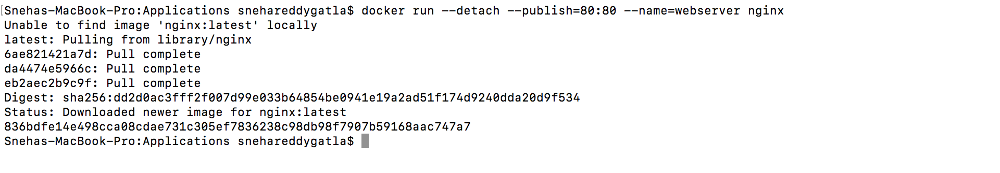 Snehas-MacBook-Pro:Applications snehareddygatla$ docker run --detach --publish=80:80 --name=webserver nginx
Unable to find image 'nginx:latest' locally
latest: Pulling from library/nginx
6ae821421a7d: Pull complete
da4474e5966c: Pull complete
eb2aec2b9c9f: Pull complete
Digest: sha256:dd2d0ac3fff2f007d99e033b64854be0941e19a2ad51f174d9240dda20d9f534
Status: Downloaded newer image for nginx:latest
836bdfe14e498cca08cdae731c305ef7836238c98db98f7907b59168aac747a7
Snehas-MacBook-Pro:Applications snehareddygatla$